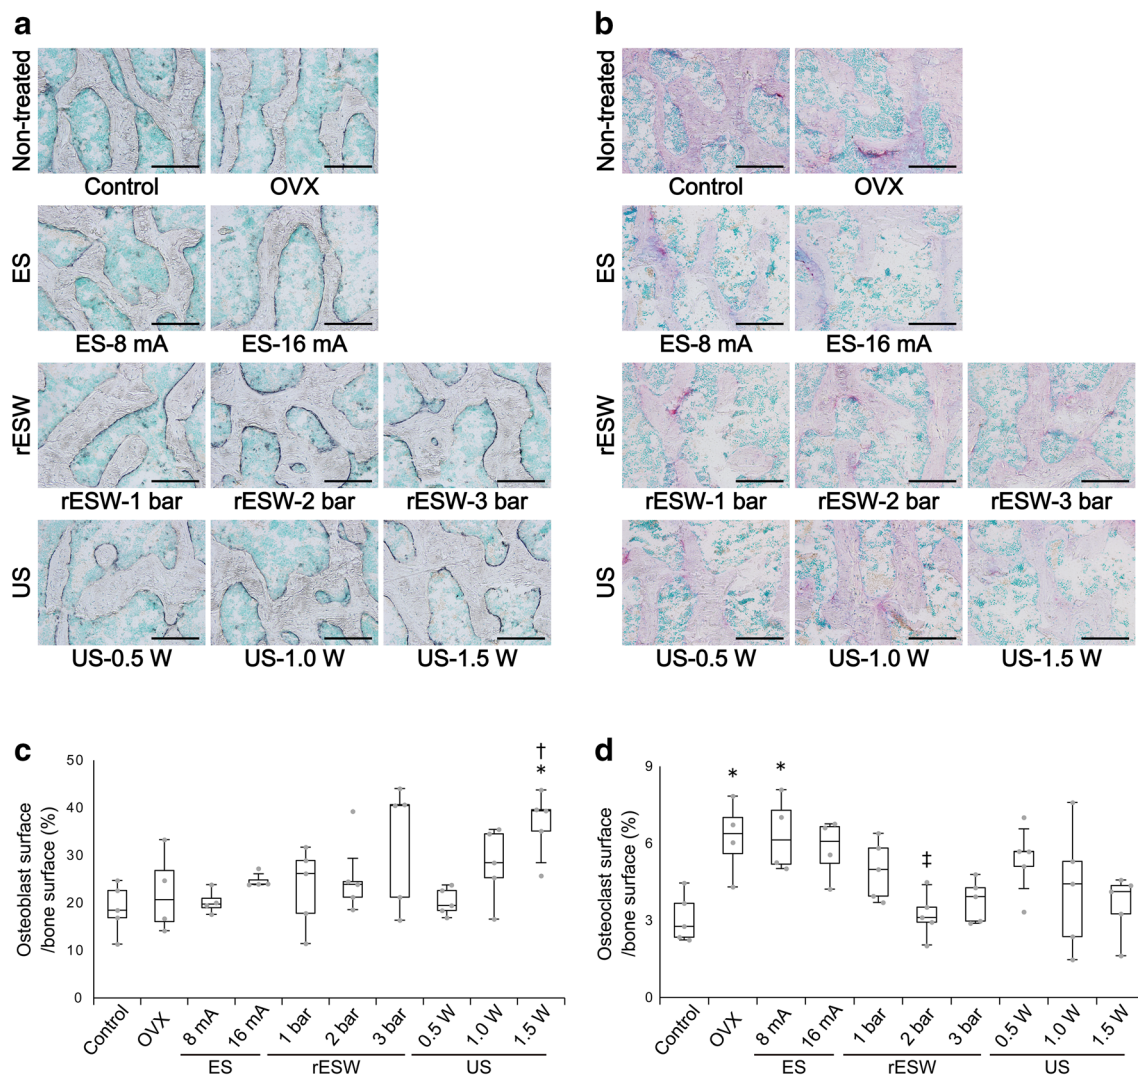 a
Non-treated
Control
OVX
ES
ES-8 mA
ES-16 mA
rESW
rESW-1 bar
rESW-2 bar
rESW-3 bar
US
US-0.5 W
US-1.0 W
US-1.5 W
b
Non-treated
Control
OVX
ES
ES-8 mA
ES-16 mA
rESW
rESW-1 bar
rESW-2 bar
rESW-3 bar
US
US-0.5 W
US-1.0 W
US-1.5 W
c
Osteoblast surface
/bone surface (%)
50
40
30
20
10
0
†
*
Control
OVX
8 mA
16 mA
1 bar
2 bar
3 bar
0.5 W
1.0 W
1.5 W
ES
rESW
US
d
Osteoclast surface
/bone surface (%)
9
6
3
0
*
*
‡
Control
OVX
8 mA
16 mA
1 bar
2 bar
3 bar
0.5 W
1.0 W
1.5 W
ES
rESW
US